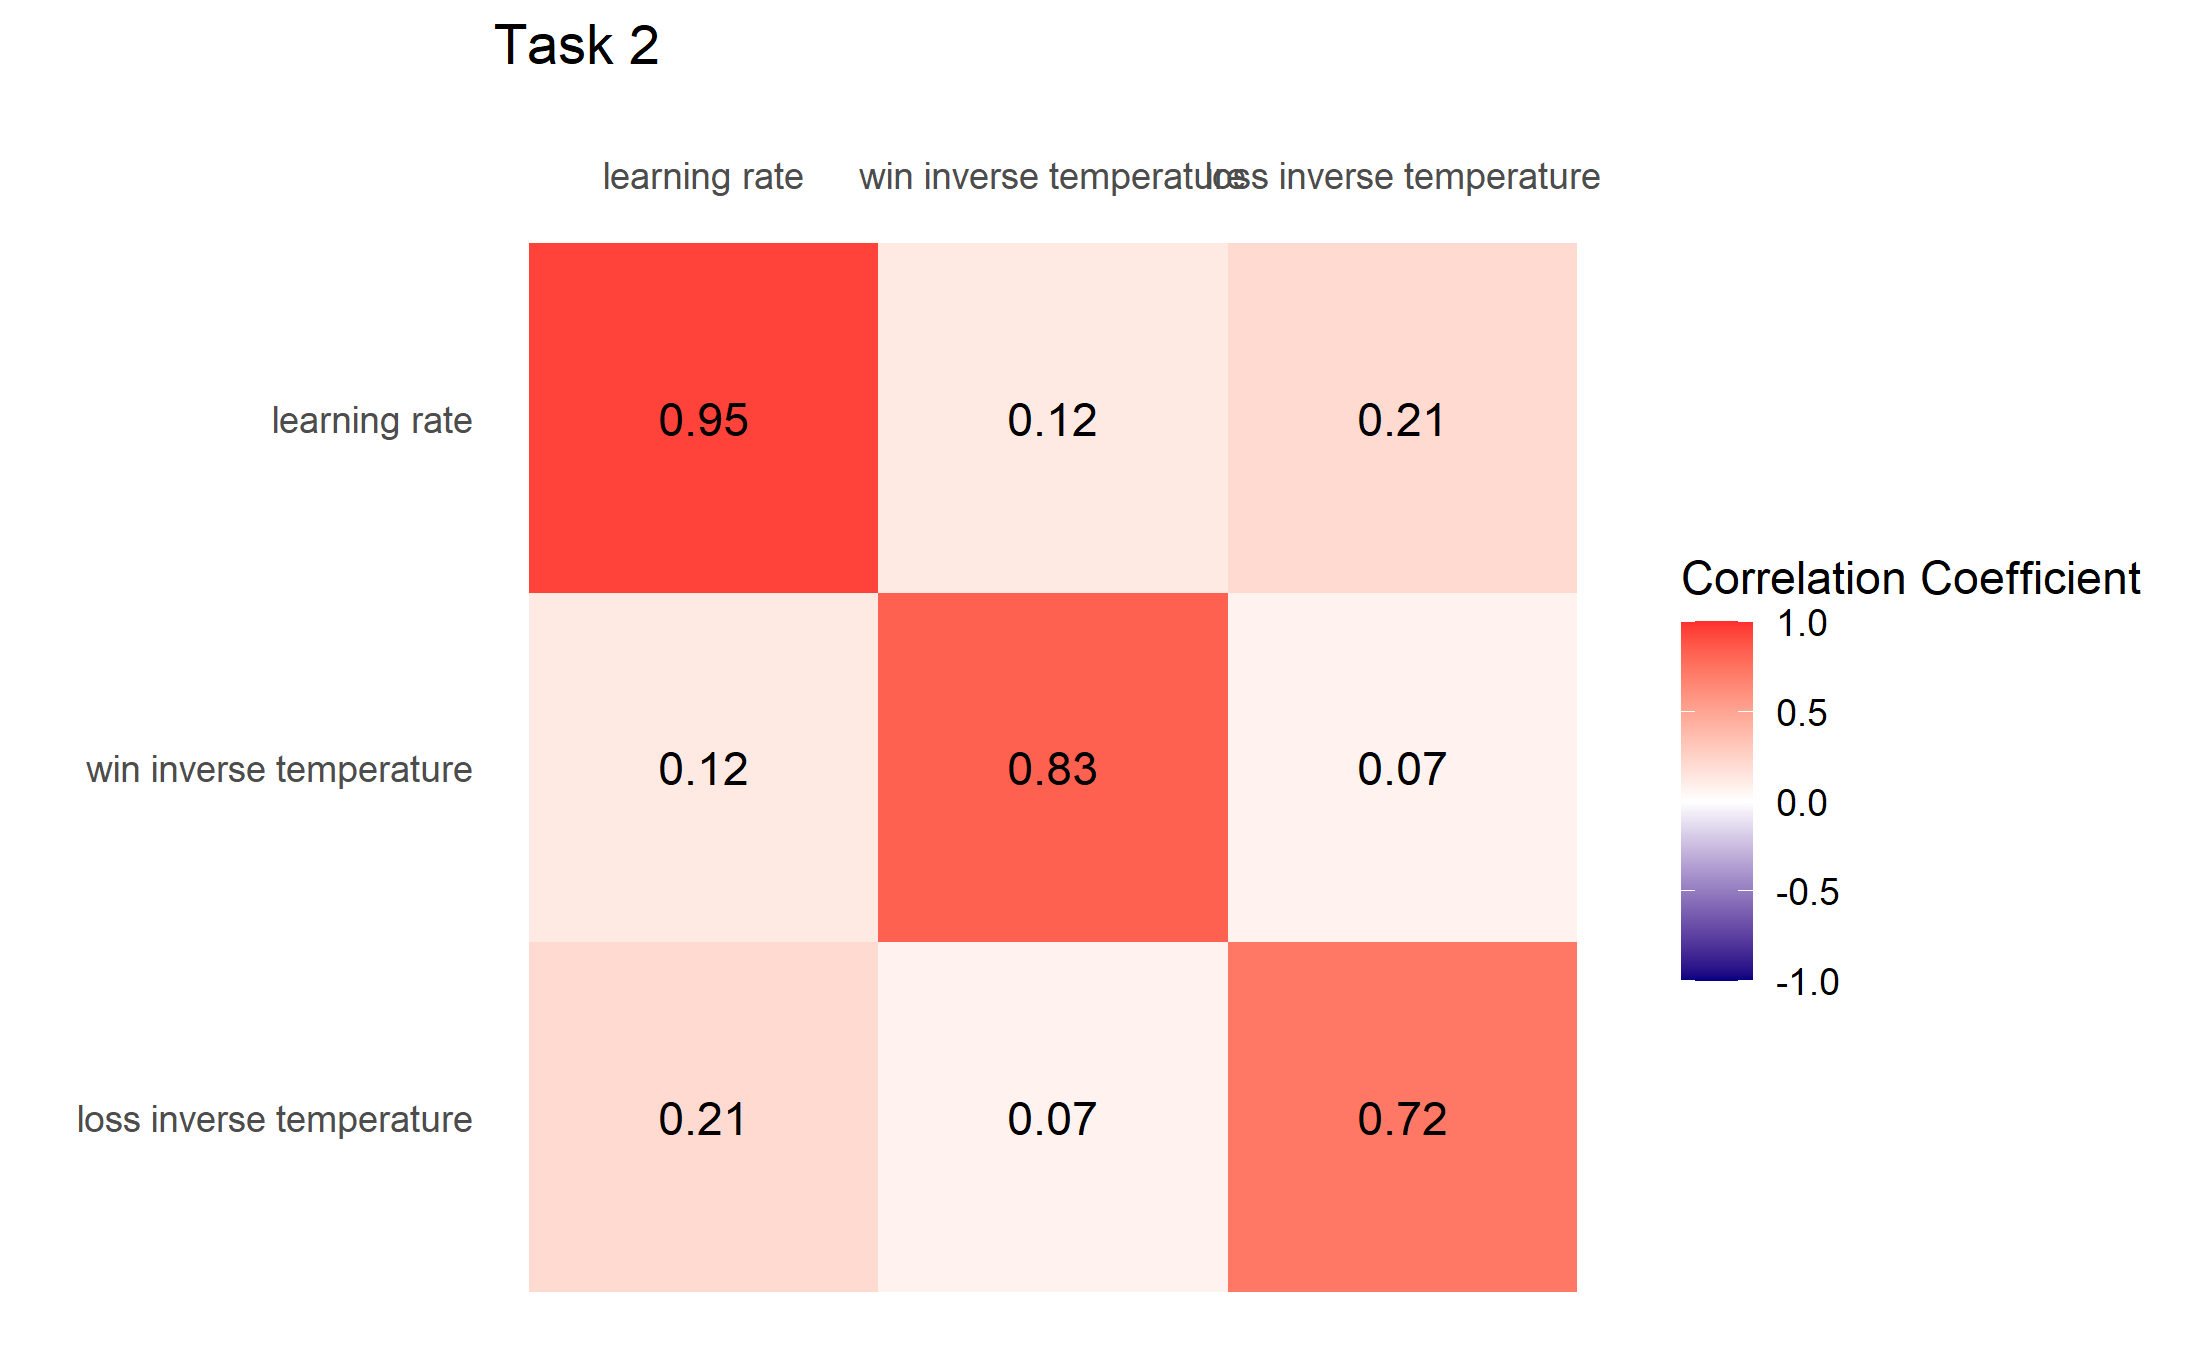 Task 2
learning rate win inverse temperature loss inverse temperature
learning rate 0.95 0.12 0.21
Correlation Coefficient
1.0
0.5
win inverse temperature 0.12 0.83 0.07
0.0
-0.5
-1.0
loss inverse temperature 0.21 0.07 0.72